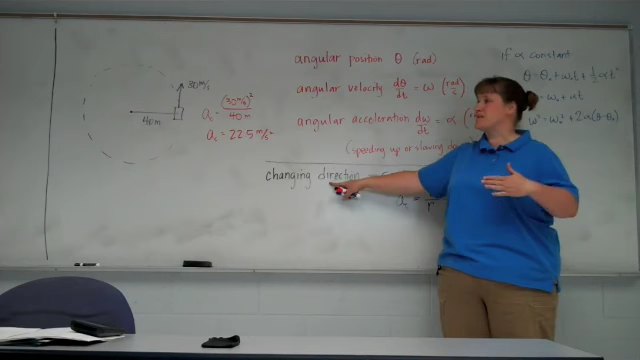 30 m/s
40m
a_c = (30 m/s)² / 40 m
a_c = 22.5 m/s²
angular position θ (rad)
angular velocity dθ/dt = ω (rad/s)
angular acceleration dω/dt = α
(speeding up or slowing do
changing direction
If α constant
θ = θ₀ + ω₀t + ½αt²
= ω₀ + αt
ω² = ω₀² + 2α(θ-θ₀)